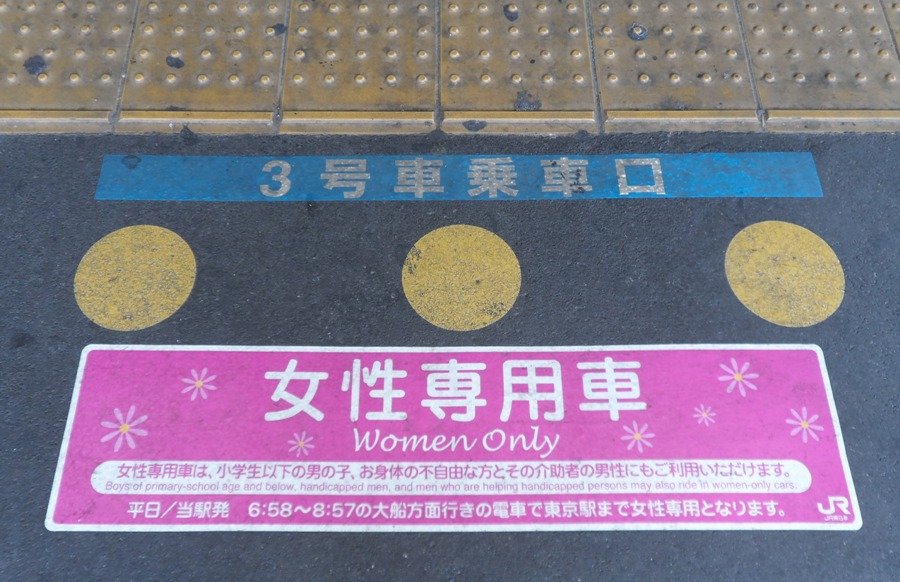 3号車乗車口
女性専用車
Women Only
女性専用車は、小学生以下の男の子、お身体の不自由な方とその介助者の男性にもご利用いただけます。
Boys of primary-school age and below, handicapped men, and men who are helping handicapped persons may also ride in women-only cars.
平日/当駅発 6:58〜8:57の大船方面行きの電車で東京駅まで女性専用となります。
JR
JR東日本